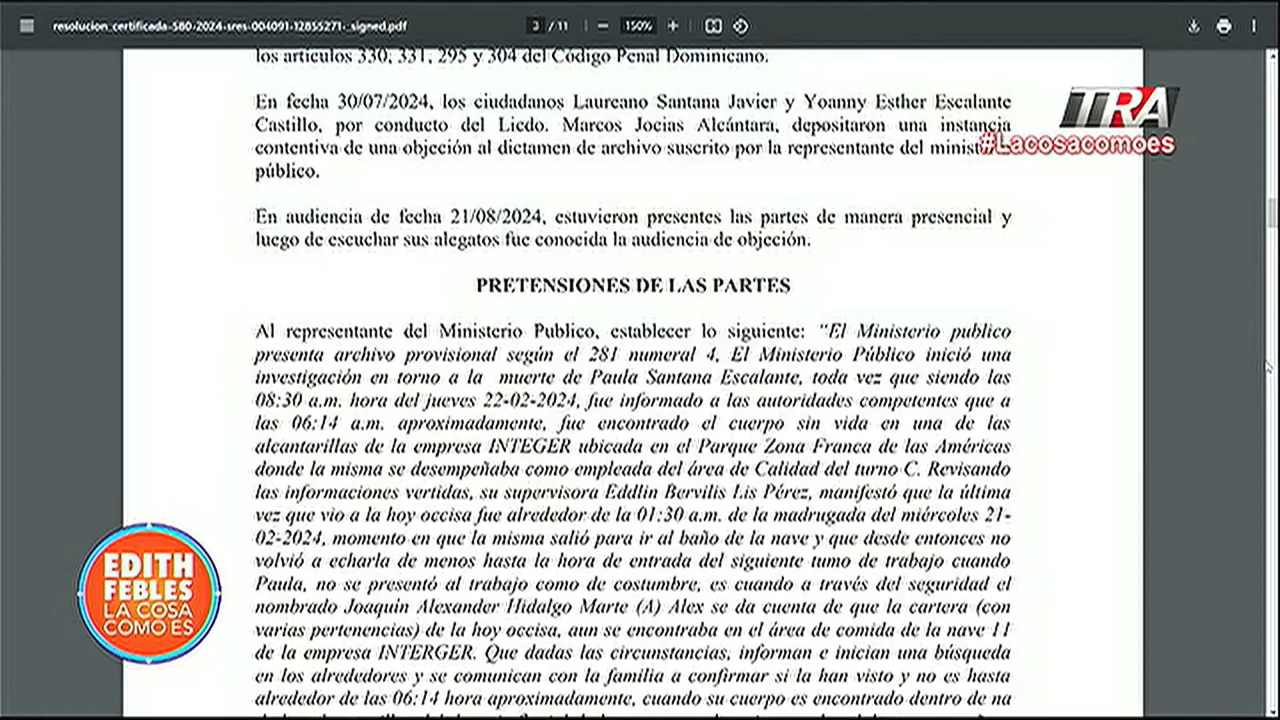 resolucion_certificada-580-2024-sres-004091-12855271-_signed.pdf
3 / 11
150%
los artículos 330, 331, 295 y 304 del Código Penal Dominicano.
En fecha 30/07/2024, los ciudadanos Laureano Santana Javier y Yoanny Esther Escalante
Castillo, por conducto del Licdo. Marcos Jocias Alcántara, depositaron una instancia
contentiva de una objeción al dictamen de archivo suscrito por la representante del minist
público.
TRA
#Lacosacomoes
En audiencia de fecha 21/08/2024, estuvieron presentes las partes de manera presencial y
luego de escuchar sus alegatos fue conocida la audiencia de objeción.
PRETENSIONES DE LAS PARTES
Al representante del Ministerio Publico, establecer lo siguiente: "El Ministerio publico
presenta archivo provisional según el 281 numeral 4, El Ministerio Público inició una
investigación en torno a la muerte de Paula Santana Escalante, toda vez que siendo las
08:30 a.m. hora del jueves 22-02-2024, fue informado a las autoridades competentes que a
las 06:14 a.m. aproximadamente, fue encontrado el cuerpo sin vida en una de las
alcantarillas de la empresa INTEGER ubicada en el Parque Zona Franca de las Américas
donde la misma se desempeñaba como empleada del área de Calidad del turno C. Revisando
las informaciones vertidas, su supervisora Eddlin Bervilis Lis Pérez, manifestó que la última
vez que vio a la hoy occisa fue alrededor de la 01:30 a.m. de la madrugada del miércoles 21-
02-2024, momento en que la misma salió para ir al baño de la nave y que desde entonces no
volvió a echarla de menos hasta la hora de entrada del siguiente tumo de trabajo cuando
Paula, no se presentó al trabajo como de costumbre, es cuando a través del seguridad el
nombrado Joaquín Alexander Hidalgo Marte (A) Alex se da cuenta de que la cartera (con
varias pertenencias) de la hoy occisa, aun se encontraba en el área de comida de la nave 11
de la empresa INTERGER. Que dadas las circunstancias, informan e inician una búsqueda
en los alrededores y se comunican con la familia a confirmar si la han visto y no es hasta
alrededor de las 06:14 hora aproximadamente, cuando su cuerpo es encontrado dentro de na
EDITH
FEBLES
LA COSA
COMO ES